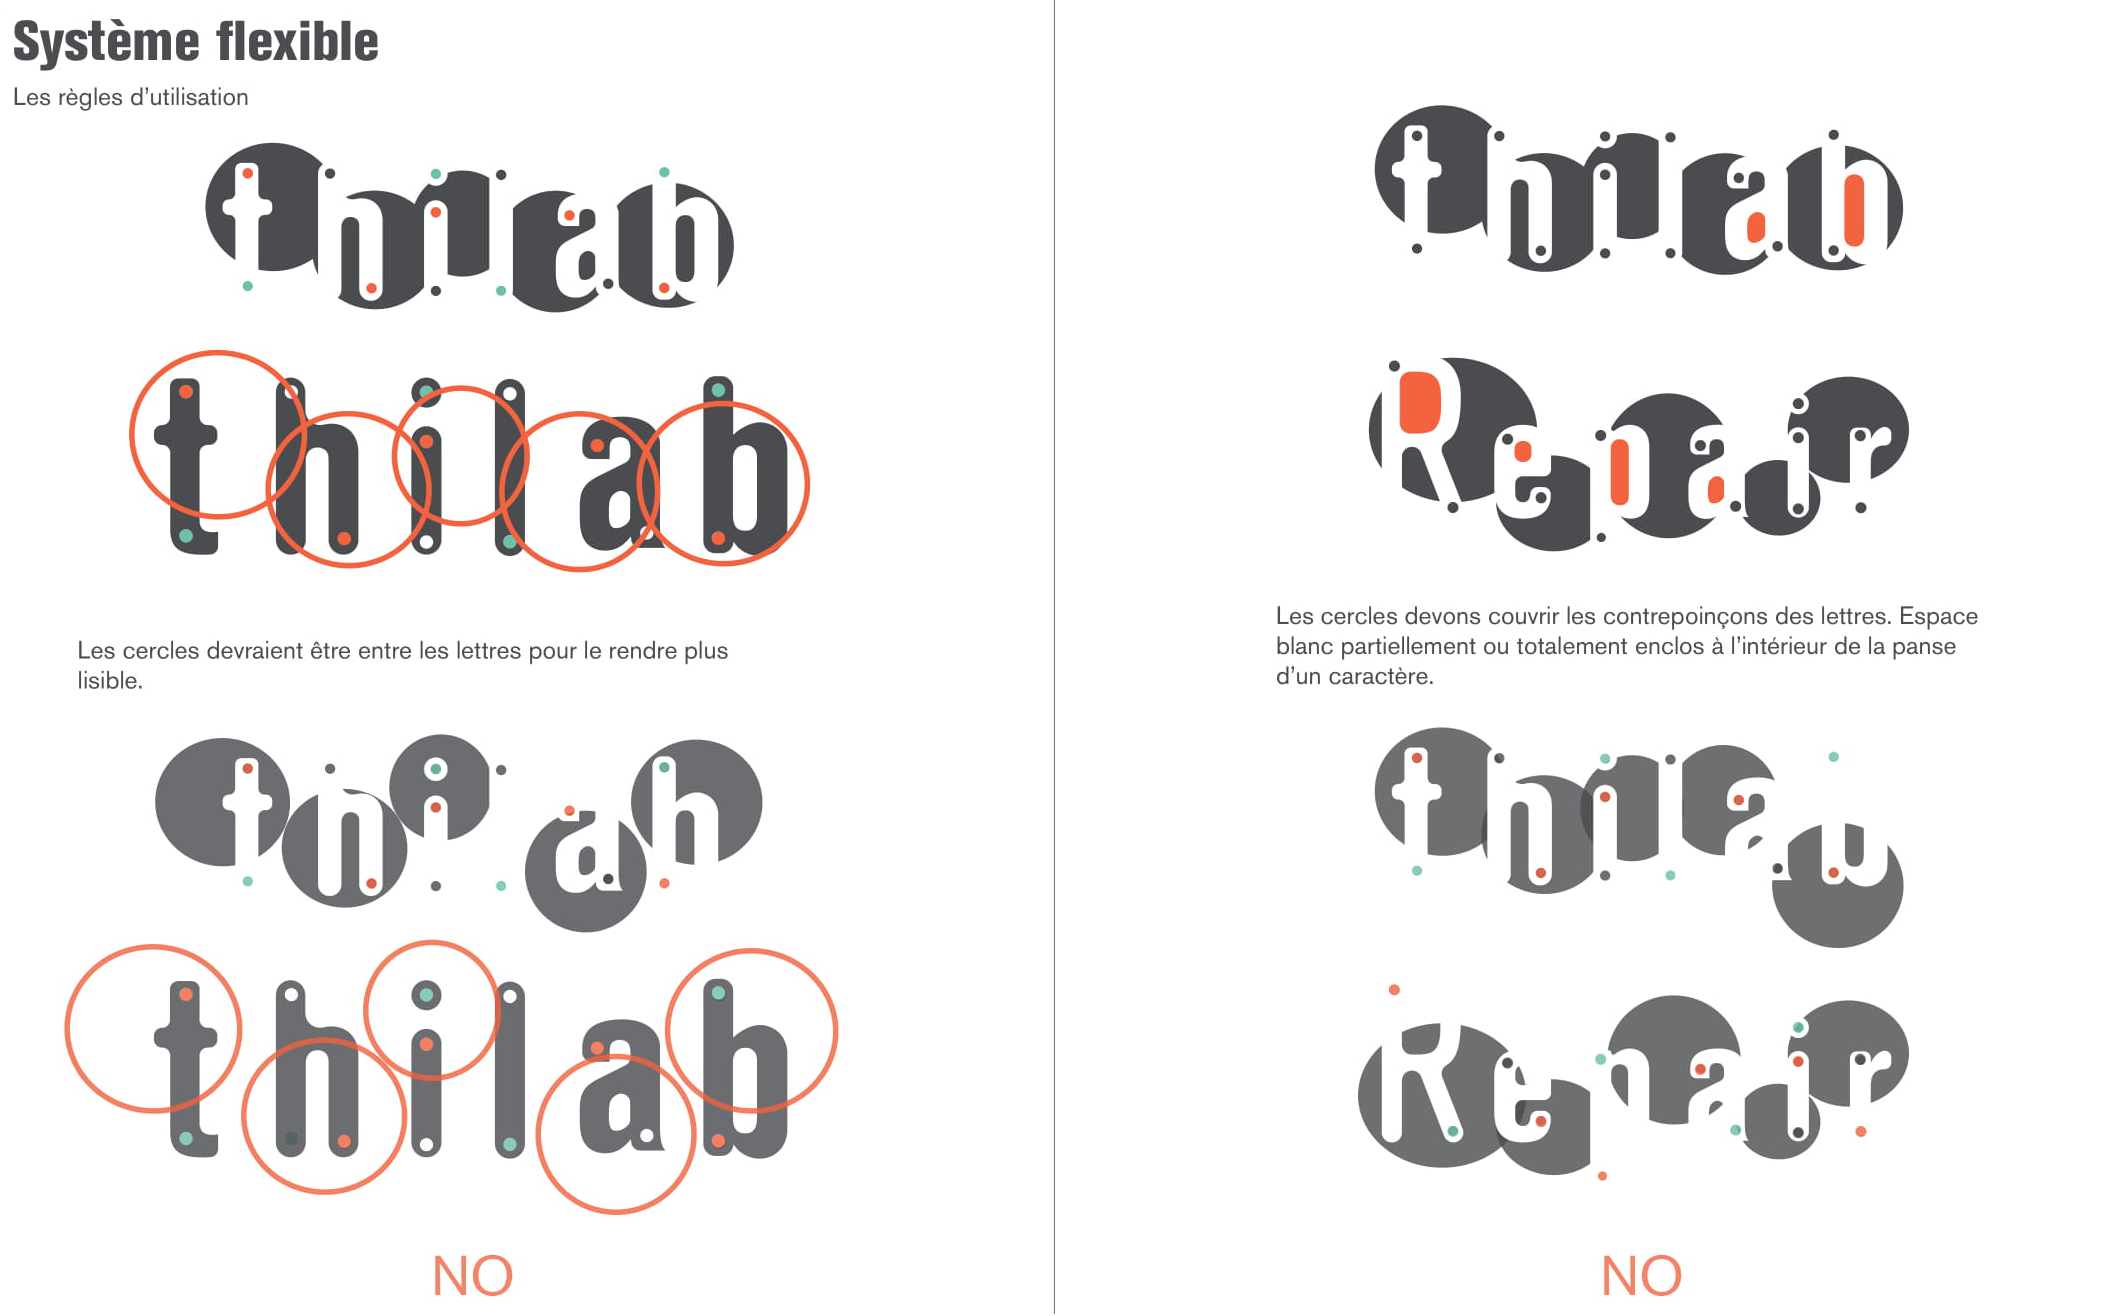 Système flexible
Les règles d'utilisation
thilab
thilab
Les cercles devraient être entre les lettres pour le rendre plus
lisible.
thilab
thilab
NO
thilab
Repair
Les cercles devons couvrir les contrepoinçons des lettres. Espace
blanc partiellement ou totalement enclos à l'intérieur de la panse
d'un caractère.
thilab
Repair
NO